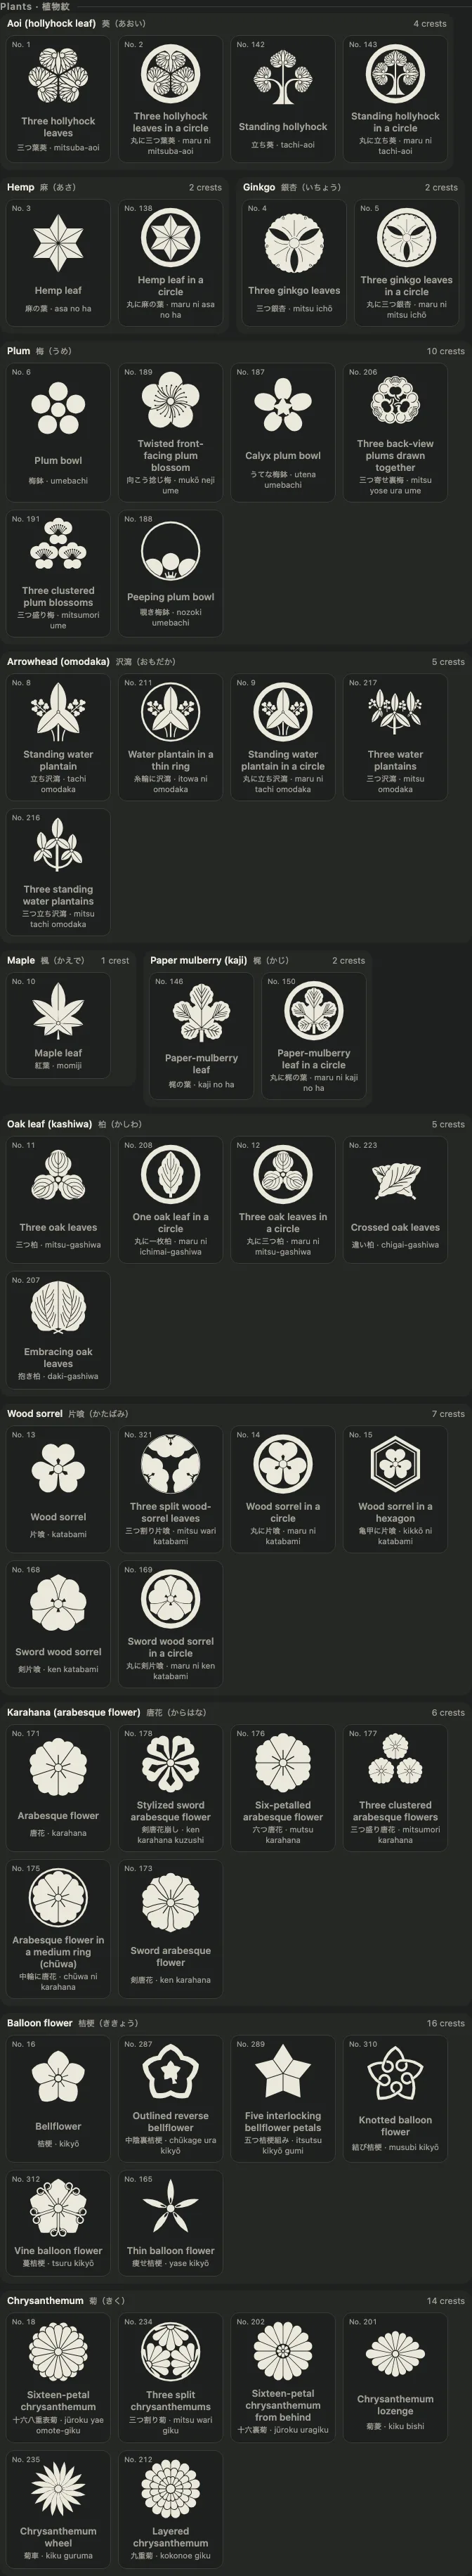 Plants · 植物紋
Aoi (hollyhock leaf) 葵（あおい） 4 crests
No. 1
Three hollyhock
leaves
三つ葉葵 · mitsuba-aoi
No. 2
Three hollyhock
leaves in a circle
丸に三つ葉葵 · maru ni
mitsuba-aoi
No. 142
Standing hollyhock
立ち葵 · tachi-aoi
No. 143
Standing hollyhock
in a circle
丸に立ち葵 · maru ni
tachi-aoi
Hemp 麻（あさ） 2 crests
No. 3
Hemp leaf
麻の葉 · asa no ha
No. 138
Hemp leaf in a
circle
丸に麻の葉 · maru ni asa
no ha
Ginkgo 銀杏（いちょう） 2 crests
No. 4
Three ginkgo leaves
三つ銀杏 · mitsu ichō
No. 5
Three ginkgo leaves
in a circle
丸に三つ銀杏 · maru ni
mitsu ichō
Plum 梅（うめ） 10 crests
No. 6
Plum bowl
梅鉢 · umebachi
No. 189
Twisted front-
facing plum
blossom
向こう捻じ梅 · mukō neji
ume
No. 187
Calyx plum bowl
うてな梅鉢 · utena
umebachi
No. 206
Three back-view
plums drawn
together
三つ寄せ裏梅 · mitsu
yose ura ume
No. 191
Three clustered
plum blossoms
三つ盛り梅 · mitsumori
ume
No. 188
Peeping plum bowl
覗き梅鉢 · nozoki
umebachi
Arrowhead (omodaka) 沢瀉（おもだか） 5 crests
No. 8
Standing water
plantain
立ち沢瀉 · tachi
omodaka
No. 211
Water plantain in a
thin ring
糸輪に沢瀉 · itowa ni
omodaka
No. 9
Standing water
plantain in a circle
丸に立ち沢瀉 · maru ni
tachi omodaka
No. 217
Three water
plantains
三つ沢瀉 · mitsu
omodaka
No. 216
Three standing
water plantains
三つ立ち沢瀉 · mitsu
tachi omodaka
Maple 楓（かえで） 1 crest
No. 10
Maple leaf
紅葉 · momiji
Paper mulberry (kaji) 梶（かじ） 2 crests
No. 146
Paper-mulberry
leaf
梶の葉 · kaji no ha
No. 150
Paper-mulberry
leaf in a circle
丸に梶の葉 · maru ni kaji
no ha
Oak leaf (kashiwa) 柏（かしわ） 5 crests
No. 11
Three oak leaves
三つ柏 · mitsu-gashiwa
No. 208
One oak leaf in a
circle
丸に一枚柏 · maru ni
ichimai-gashiwa
No. 12
Three oak leaves in
a circle
丸に三つ柏 · maru ni
mitsu-gashiwa
No. 223
Crossed oak leaves
違い柏 · chigai-gashiwa
No. 207
Embracing oak
leaves
抱き柏 · daki-gashiwa
Wood sorrel 片喰（かたばみ） 7 crests
No. 13
Wood sorrel
片喰 · katabami
No. 321
Three split wood-
sorrel leaves
三つ割り片喰 · mitsu wari
katabami
No. 14
Wood sorrel in a
circle
丸に片喰 · maru ni
katabami
No. 15
Wood sorrel in a
hexagon
亀甲に片喰 · kikkō ni
katabami
No. 168
Sword wood sorrel
剣片喰 · ken katabami
No. 169
Sword wood sorrel
in a circle
丸に剣片喰 · maru ni ken
katabami
Karahana (arabesque flower) 唐花（からはな） 6 crests
No. 171
Arabesque flower
唐花 · karahana
No. 178
Stylized sword
arabesque flower
剣唐花崩し · ken
karahana kuzushi
No. 176
Six-petalled
arabesque flower
六つ唐花 · mutsu
karahana
No. 177
Three clustered
arabesque flowers
三つ盛り唐花 · mitsumori
karahana
No. 175
Arabesque flower in
a medium ring
(chūwa)
中輪に唐花 · chūwa ni
karahana
No. 173
Sword arabesque
flower
剣唐花 · ken karahana
Balloon flower 桔梗（ききょう） 16 crests
No. 16
Bellflower
桔梗 · kikyō
No. 287
Outlined reverse
bellflower
中陰裏桔梗 · chūkage ura
kikyō
No. 289
Five interlocking
bellflower petals
五つ桔梗組み · itsutsu
kikyō gumi
No. 310
Knotted balloon
flower
結び桔梗 · musubi kikyō
No. 312
Vine balloon flower
蔓桔梗 · tsuru kikyō
No. 165
Thin balloon flower
痩せ桔梗 · yase kikyō
Chrysanthemum 菊（きく） 14 crests
No. 18
Sixteen-petal
chrysanthemum
十六八重表菊 · jūroku yae
omote-giku
No. 234
Three split
chrysanthemums
三つ割り菊 · mitsu wari
giku
No. 202
Sixteen-petal
chrysanthemum
from behind
十六裏菊 · jūroku uragiku
No. 201
Chrysanthemum
lozenge
菊菱 · kiku bishi
No. 235
Chrysanthemum
wheel
菊車 · kiku guruma
No. 212
Layered
chrysanthemum
九重菊 · kokonoe giku